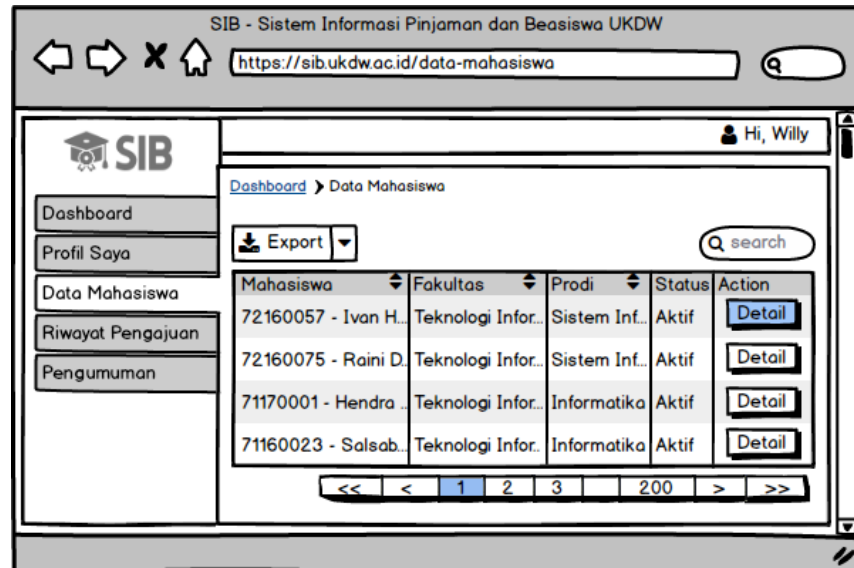 SIB - Sistem Informasi Pinjaman dan Beasiswa UKDW
https://sib.ukdw.ac.id/data-mahasiswa
SIB
Hi, Willy
Dashboard
Profil Saya
Data Mahasiswa
Riwayat Pengajuan
Pengumuman
Dashboard ❯ Data Mahasiswa
Export
search
Mahasiswa Fakultas Prodi Status Action
72160057 - Ivan H... Teknologi Infor... Sistem Inf... Aktif Detail
72160075 - Raini D.. Teknologi Infor... Sistem Inf... Aktif Detail
71170001 - Hendra .. Teknologi Infor... Informatika Aktif Detail
71160023 - Salsab... Teknologi Infor.. Informatika Aktif Detail
<< < 1 2 3 200 > >>